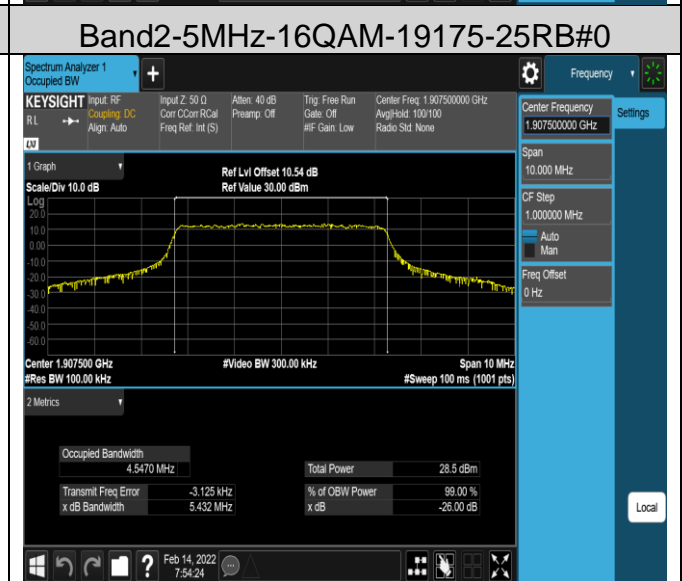 Band2-5MHz-16QAM-19175-25RB#0
Spectrum Analyzer 1
Occupied BW
+
Frequency
KEYSIGHT
RL
Input: RF
Coupling: DC
Align: Auto
Input Z: 50 Ω
Corr CCorr RCal
Freq Ref: Int (S)
Atten: 40 dB
Preamp: Off
Trig: Free Run
Gate: Off
#IF Gain: Low
Center Freq: 1.907500000 GHz
Avg|Hold: 100/100
Radio Std: None
Center Frequency
1.907500000 GHz
Settings
Span
10.000 MHz
CF Step
1.000000 MHz
Auto
Man
Freq Offset
0 Hz
1 Graph
Scale/Div 10.0 dB
Ref Lvl Offset 10.54 dB
Ref Value 30.00 dBm
Log
20.0
10.0
0.00
-10.0
-20.0
-30.0
-40.0
-50.0
-60.0
Center 1.907500 GHz
#Res BW 100.00 kHz
#Video BW 300.00 kHz
Span 10 MHz
#Sweep 100 ms (1001 pts)
2 Metrics
Occupied Bandwidth
4.5470 MHz
Total Power 28.5 dBm
Transmit Freq Error -3.125 kHz
% of OBW Power 99.00 %
x dB Bandwidth 5.432 MHz
x dB -26.00 dB
Local
?
Feb 14, 2022
7:54:24